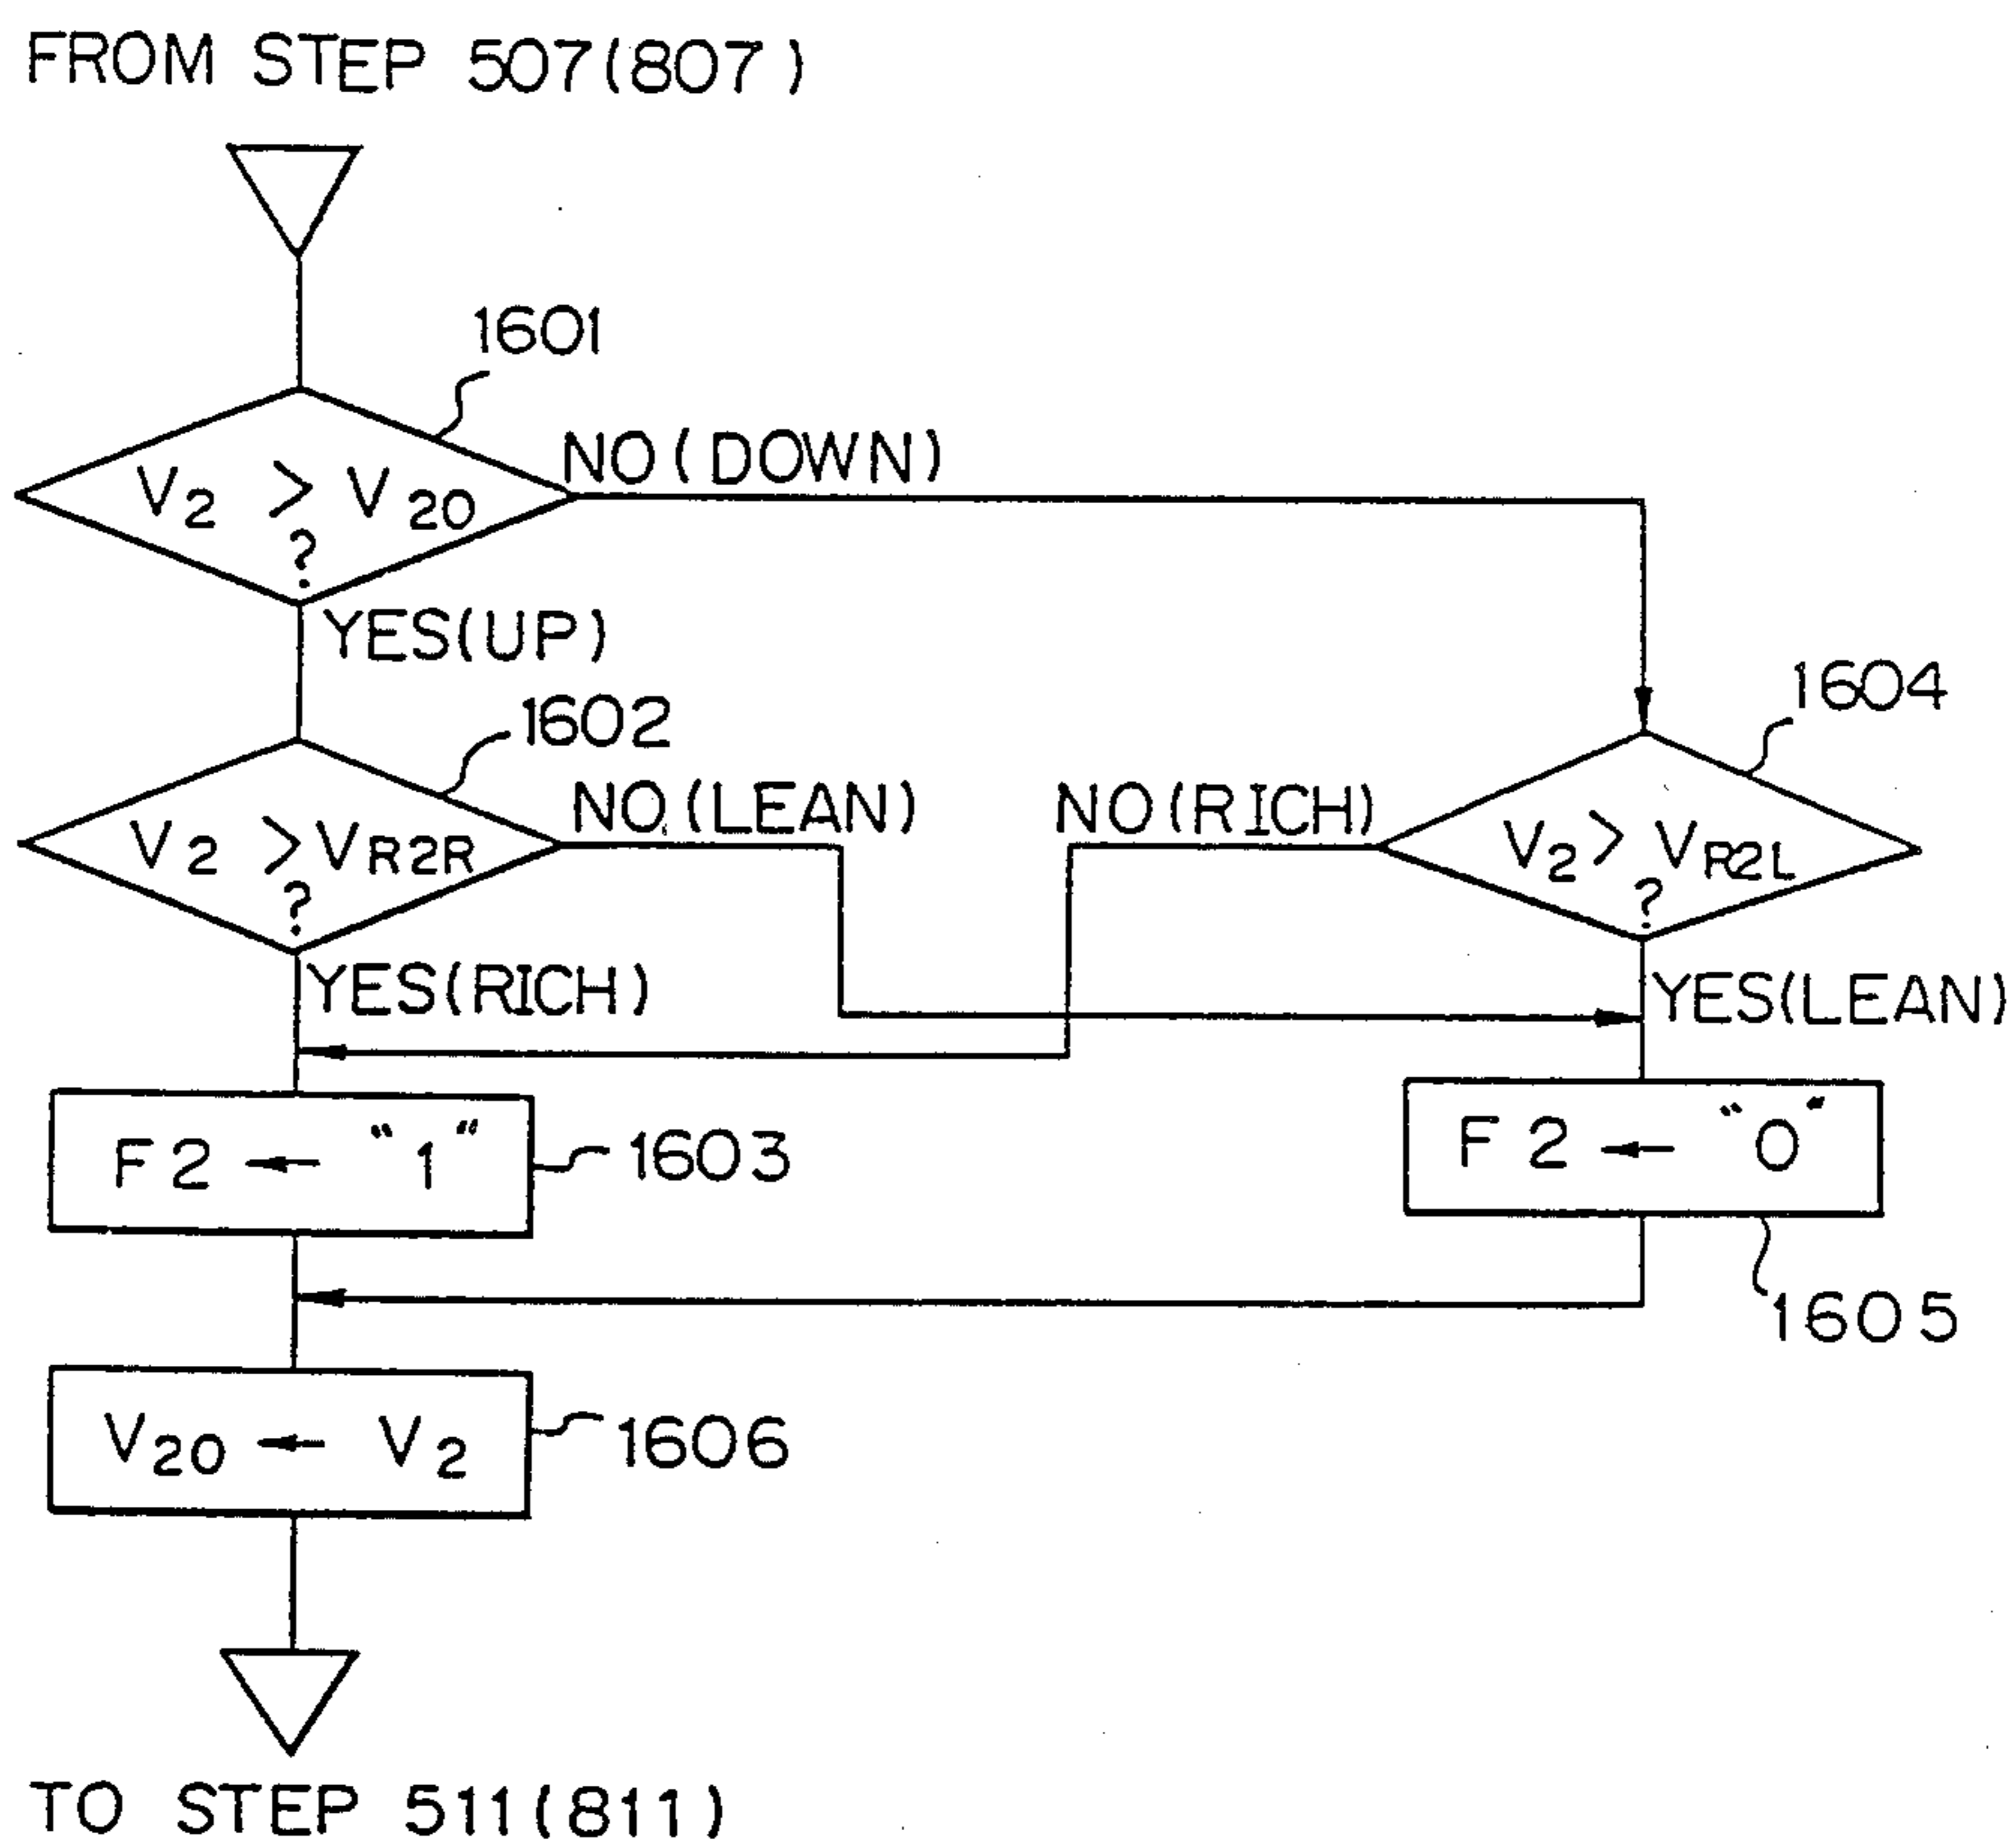 FROM STEP 507(807)
1601
NO(DOWN)
V2 > V20
?
YES(UP)
1604
1602
NO(LEAN)
NO(RICH)
V2 > VR2R
?
V2 > VR2L
?
YES(RICH)
YES(LEAN)
F2 ← "1"
1603
F2 ← "0"
1605
V20 ← V2
1606
TO STEP 511(811)